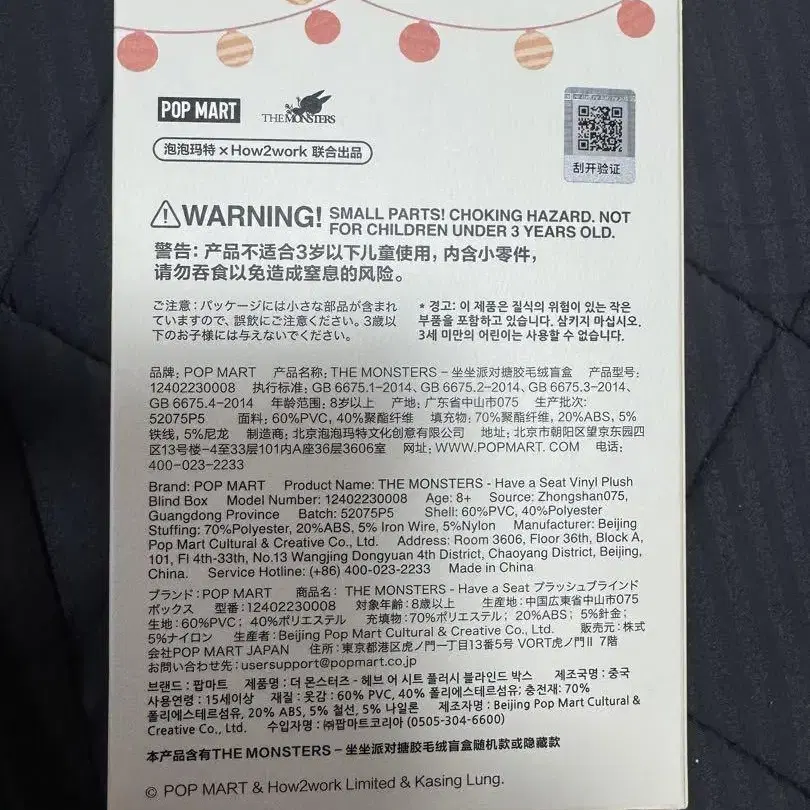 POP MART
THE MONSTERS
泡泡玛特 × How2work 联合出品
刮开验证
WARNING! SMALL PARTS! CHOKING HAZARD. NOT
FOR CHILDREN UNDER 3 YEARS OLD.
警告：产品不适合3岁以下儿童使用，内含小零件，
请勿吞食以免造成窒息的风险。
ご注意：パッケージには小さな部品が含まれ
ていますので、誤飲にご注意ください。3歳以
下のお子様には与えないでください。
* 경고: 이 제품은 질식의 위험이 있는 작은
부품을 포함하고 있습니다. 삼키지 마십시오.
3세 미만의 어린이는 사용할 수 없습니다.
品牌：POP MART 产品名称：THE MONSTERS – 坐坐派对搪胶毛绒盲盒 产品型号：
12402230008 执行标准：GB 6675.1–2014、GB 6675.2–2014、GB 6675.3–2014、
GB 6675.4–2014 年龄范围：8岁以上 产地：广东省中山市075 生产批次：
52075P5 面料：60%PVC，40%聚酯纤维 填充物：70%聚酯纤维，20%ABS，5%
铁线，5%尼龙 制造商：北京泡泡玛特文化创意有限公司 地址：北京市朝阳区望京东园四
区13号楼-4至33层101内A座36层3606室 网址：WWW.POPMART.COM 电话：
400-023-2233
Brand: POP MART Product Name: THE MONSTERS - Have a Seat Vinyl Plush
Blind Box Model Number: 12402230008 Age: 8+ Source: Zhongshan075,
Guangdong Province Batch: 52075P5 Shell: 60%PVC, 40%Polyester
Stuffing: 70%Polyester, 20%ABS, 5% Iron Wire, 5%Nylon Manufacturer: Beijing
Pop Mart Cultural & Creative Co., Ltd. Address: Room 3606, Floor 36th, Block A,
101, Fl 4th-33th, No.13 Wangjing Dongyuan 4th District, Chaoyang District, Beijing,
China. Service Hotline: (+86) 400-023-2233 Made in China
ブランド：POP MART 商品名：THE MONSTERS - Have a Seat プラッシュブラインド
ボックス 型番：12402230008 対象年齢：8歳以上 生産地：中国広東省中山市075
生地：60%PVC；40%ポリエステル 充填物：70%ポリエステル；20%ABS；5%針金；
5%ナイロン 生産者：Beijing Pop Mart Cultural & Creative Co., Ltd. 販売元：株式
会社POP MART JAPAN 住所：東京都港区虎ノ門一丁目13番5号 VORT虎ノ門Ⅱ 7階
お問い合わせ先：usersupport@popmart.co.jp
브랜드 : 팝마트 제품명 : 더 몬스터즈 - 헤브 어 시트 플러시 블라인드 박스 제조국명 : 중국
사용연령 : 15세이상 재질 : 옷감 : 60% PVC, 40% 폴리에스테르섬유; 충전재: 70%
폴리에스테르섬유, 20% ABS, 5% 철선, 5% 나일론 제조자명 : Beijing Pop Mart Cultural &
Creative Co., Ltd. 수입자명 : ㈜팝마트코리아 (0505-304-6600)
本产品含有THE MONSTERS – 坐坐派对搪胶毛绒盲盒随机款或隐藏款
© POP MART & How2work Limited & Kasing Lung.